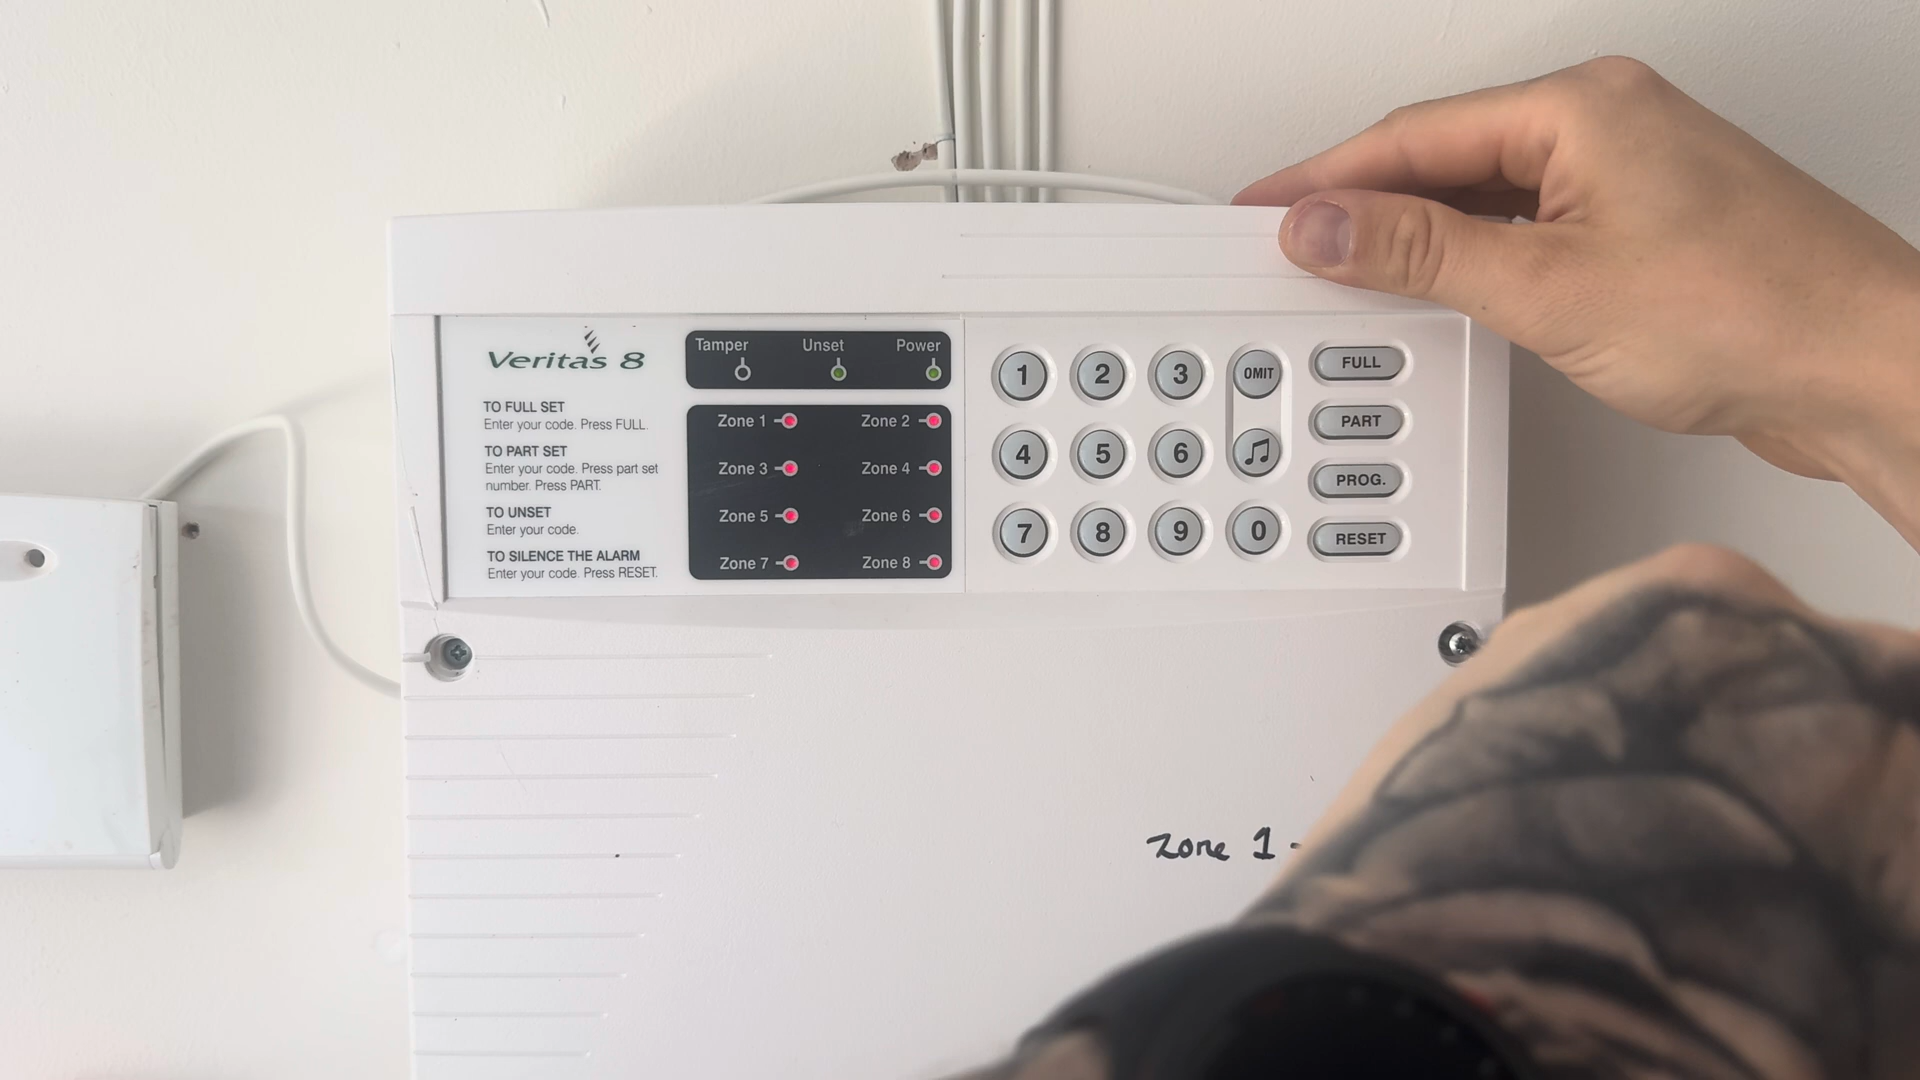 Veritas 8
TO FULL SET
Enter your code. Press FULL.
TO PART SET
Enter your code. Press part set
number. Press PART.
TO UNSET
Enter your code.
TO SILENCE THE ALARM
Enter your code. Press RESET.
Tamper Unset Power
Zone 1 Zone 2
Zone 3 Zone 4
Zone 5 Zone 6
Zone 7 Zone 8
1 2 3 OMIT FULL
PART
4 5 6
PROG.
7 8 9 0 RESET
Zone 1 -